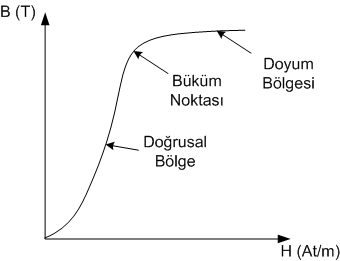 B (T)
Büküm
Noktası
Doyum
Bölgesi
Doğrusal
Bölge
H (At/m)